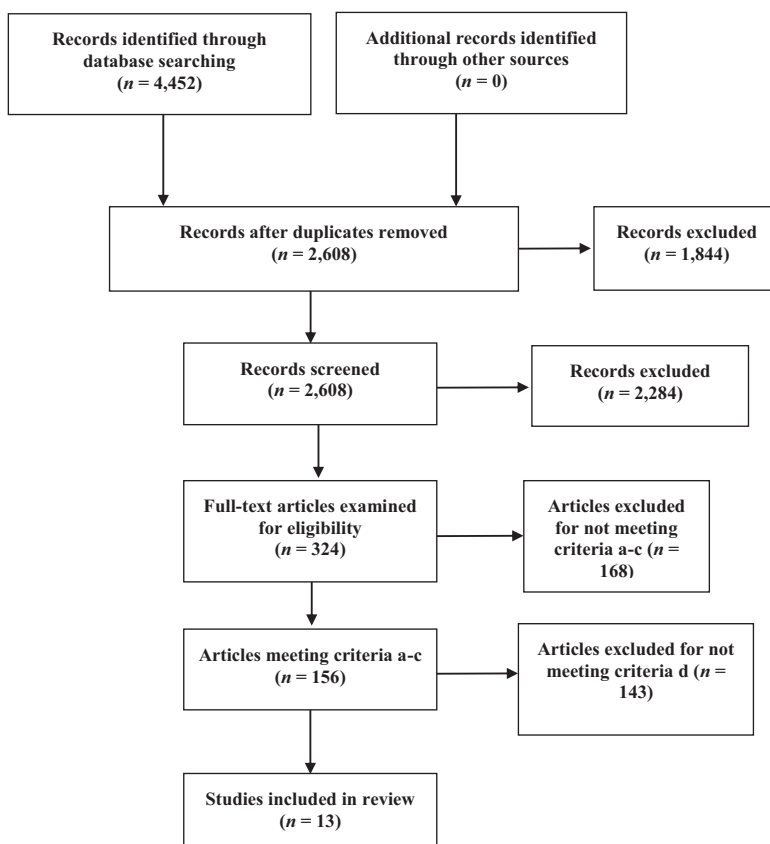 Records identified through
database searching
(n = 4,452)
Additional records identified
through other sources
(n = 0)
Records after duplicates removed
(n = 2,608)
Records excluded
(n = 1,844)
Records screened
(n = 2,608)
Records excluded
(n = 2,284)
Full-text articles examined
for eligibility
(n = 324)
Articles excluded
for not meeting
criteria a-c (n =
168)
Articles meeting criteria a-c
(n = 156)
Articles excluded for not
meeting criteria d (n =
143)
Studies included in review
(n = 13)